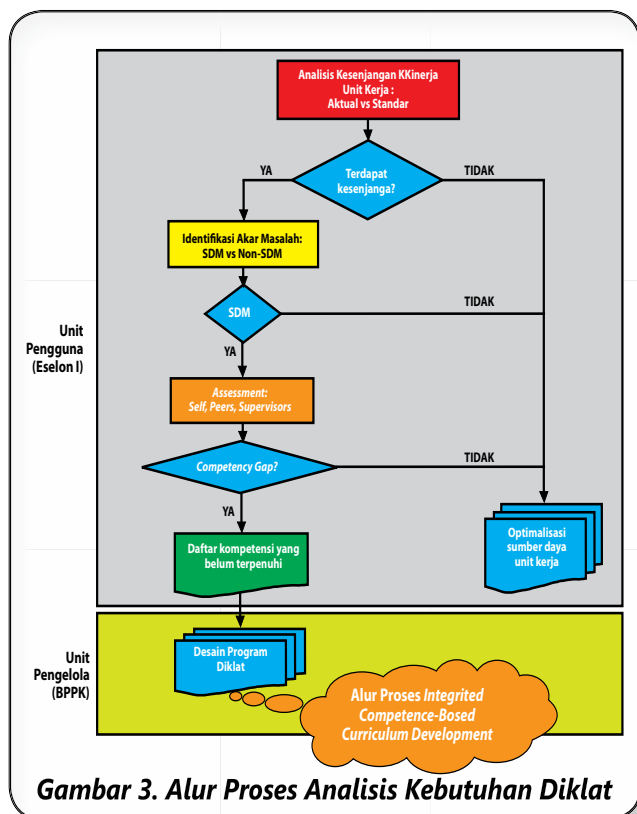 Analisis Kesenjangan KKinerja
Unit Kerja :
Aktual vs Standar
YA
Terdapat
kesenjanga?
TIDAK
Identifikasi Akar Masalah:
SDM vs Non-SDM
SDM
TIDAK
Unit
Pengguna
(Eselon I)
YA
Assessment:
Self, Peers, Supervisors
Competency Gap?
TIDAK
YA
Daftar kompetensi yang
belum terpenuhi
Optimalisasi
sumber daya
unit kerja
Unit
Pengelola
(BPPK)
Desain Program
Diklat
Alur Proses Integrited
Competence-Bosed
Curriculum Development
Gambar 3. Alur Proses Analisis Kebutuhan Diklat